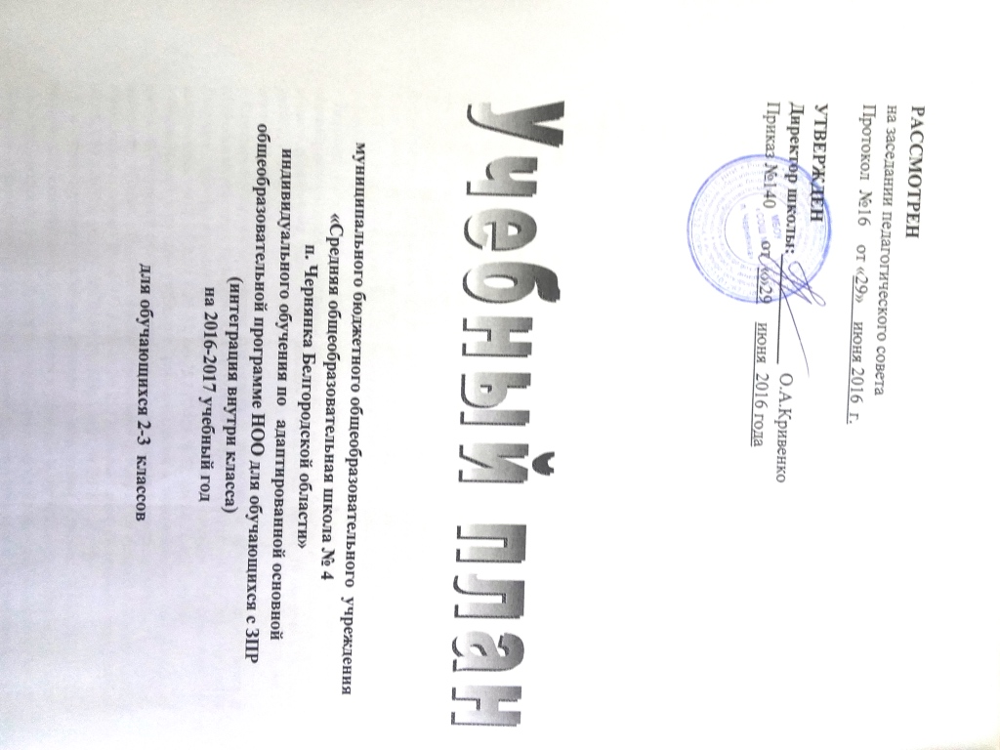 РАССМОТРЕН
на заседании педагогического совета
Протокол №16 от «29» июня 2016 г.
УТВЕРЖДЕН
Директор школы: О.А.Кривенко
Приказ №140 от «»29 июня 2016 года
Учебный план
муниципального бюджетного общеобразовательного учреждения
«Средняя общеобразовательная школа № 4
п. Чернянка Белгородской области»
индивидуального обучения по адаптированной основной
общеобразовательной программе НОО для обучающихся с ЗПР
(интеграция внутри класса)
на 2016-2017 учебный год
для обучающихся 2-3 классов